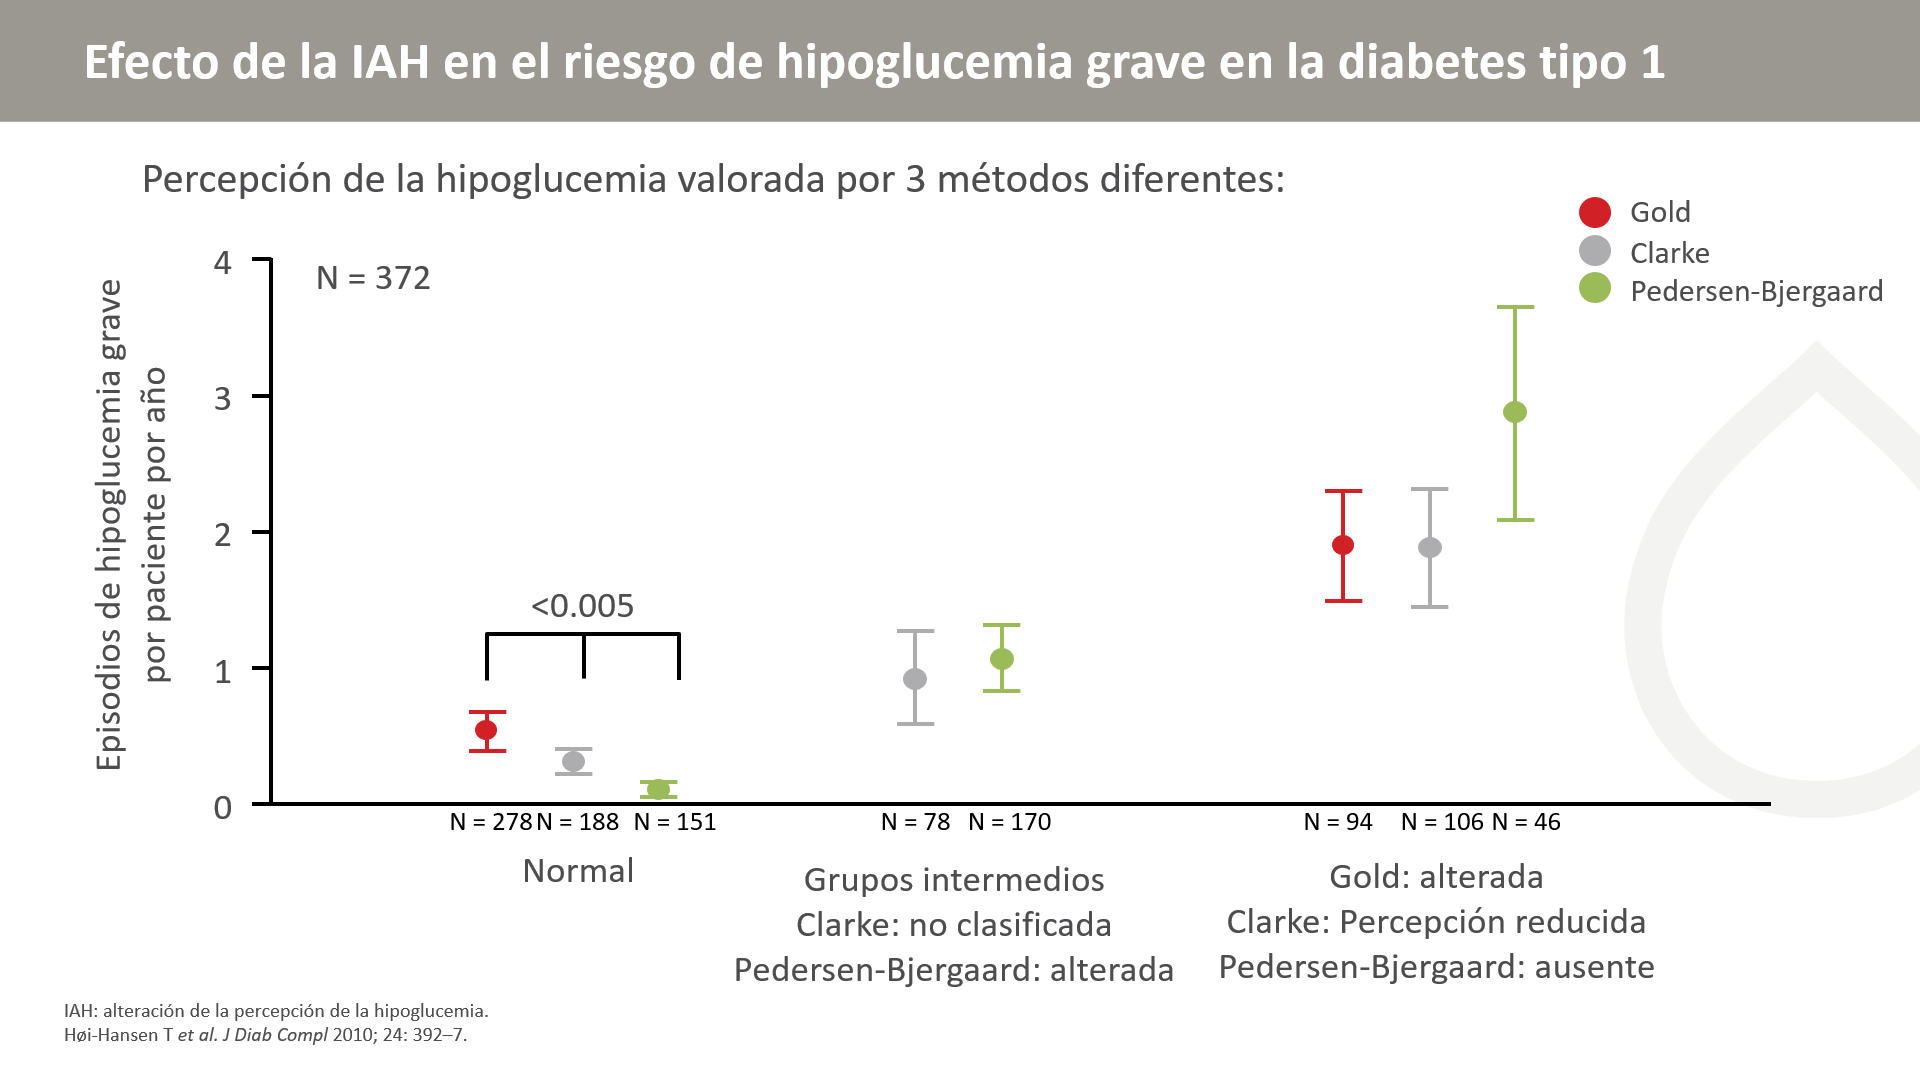 Efecto de la IAH en el riesgo de hipoglucemia grave en la diabetes tipo 1
Percepción de la hipoglucemia valorada por 3 métodos diferentes:
Gold
Clarke
Pedersen-Bjergaard
N = 372
Episodios de hipoglucemia grave
por paciente por año
4
3
2
1
0
<0.005
N = 278 N = 188 N = 151
N = 78 N = 170
N = 94 N = 106 N = 46
Normal
Grupos intermedios
Clarke: no clasificada
Pedersen-Bjergaard: alterada
Gold: alterada
Clarke: Percepción reducida
Pedersen-Bjergaard: ausente
IAH: alteración de la percepción de la hipoglucemia.
Høi-Hansen T et al. J Diab Compl 2010; 24: 392–7.